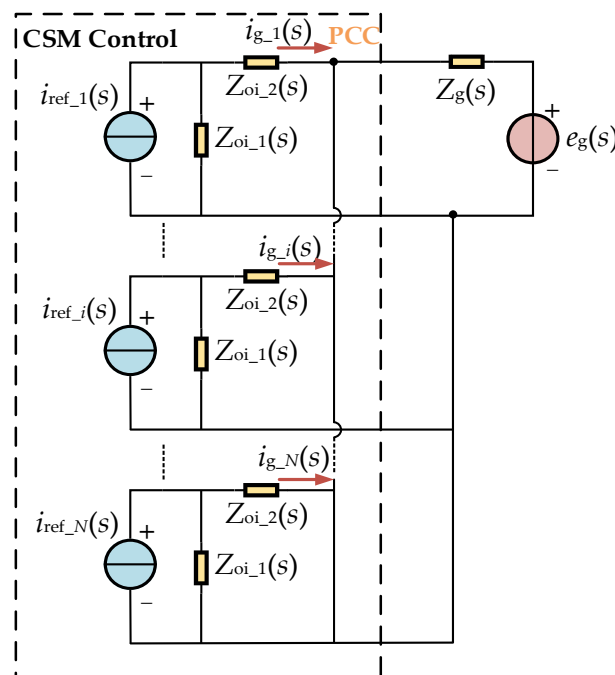 i_g_1(s) PCC
CSM Control
Z_oi_2(s)
Z_g(s)
i_ref_1(s) +
Z_oi_1(s)
+
e_g(s)
−
−
i_g_i(s)
Z_oi_2(s)
i_ref_i(s) +
Z_oi_1(s)
−
i_g_N(s)
Z_oi_2(s)
i_ref_N(s) +
Z_oi_1(s)
−